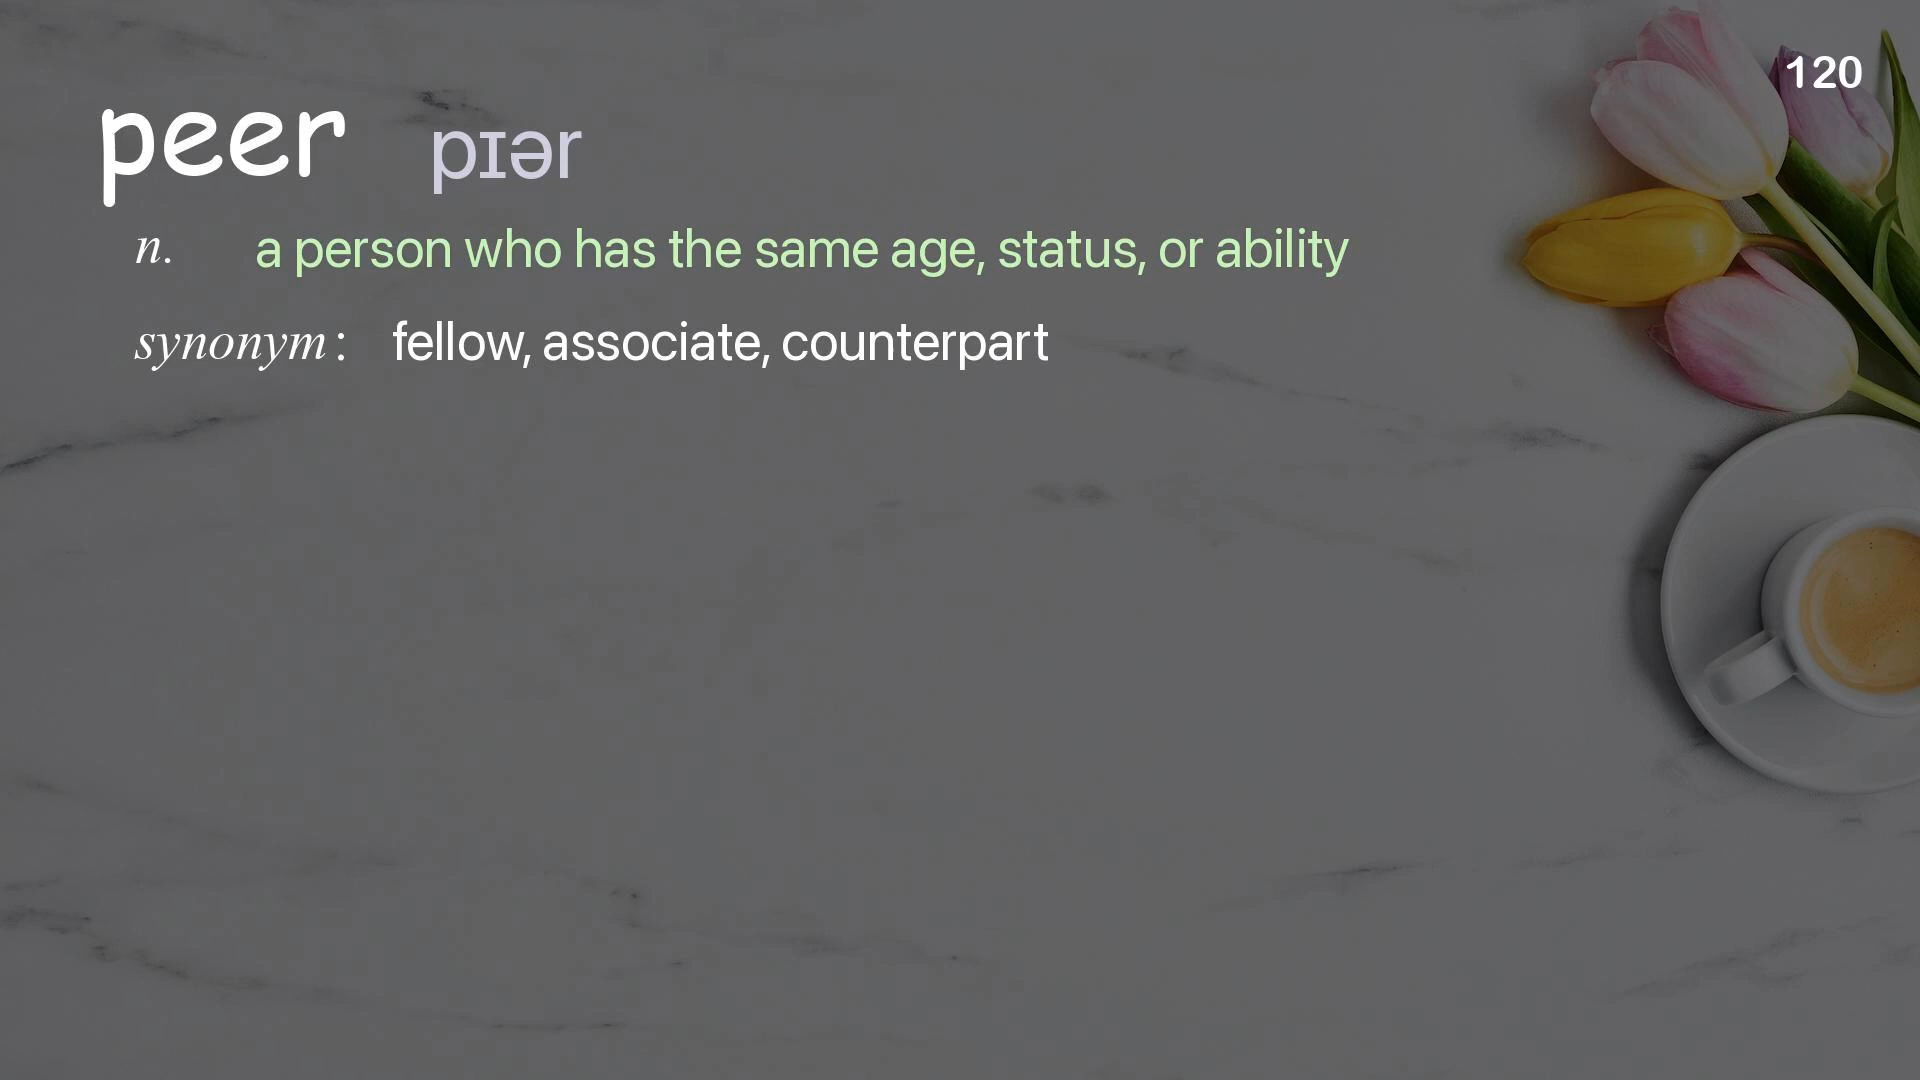 120
peer pɪər
n. a person who has the same age, status, or ability
synonym : fellow, associate, counterpart